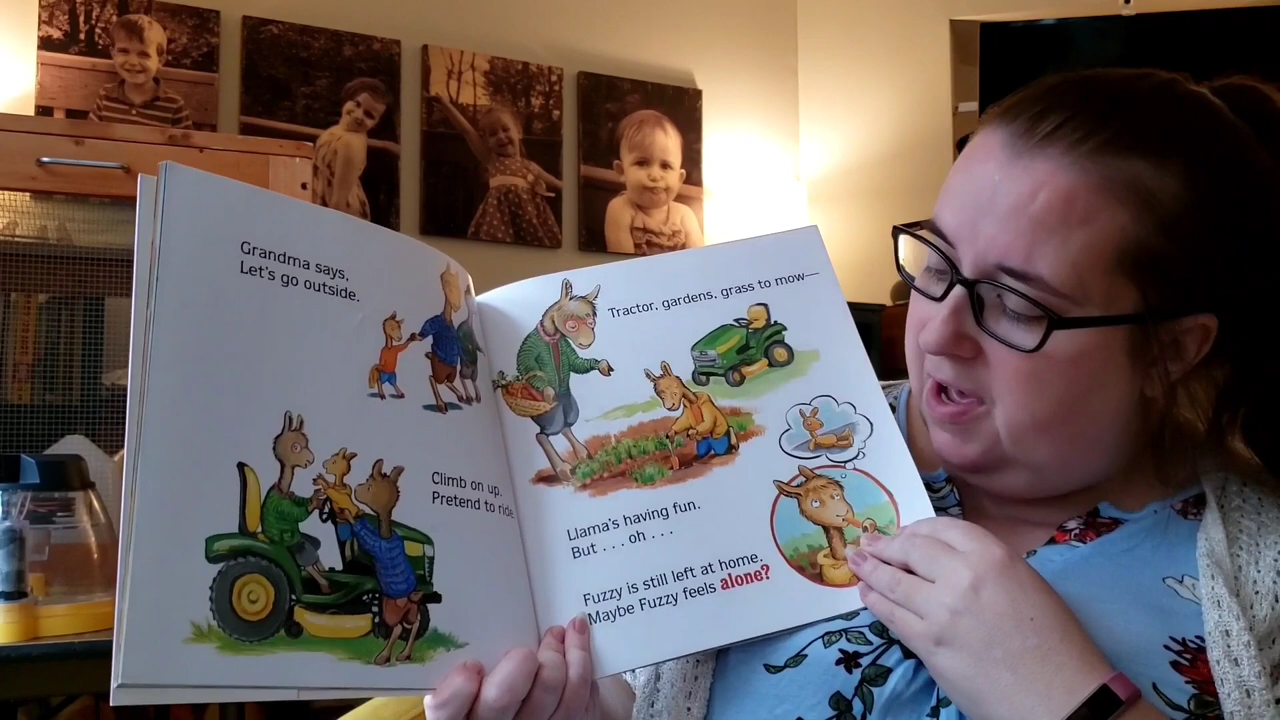 Grandma says,
Let's go outside.
Climb on up.
Pretend to ride.
Tractor, gardens, grass to mow—
Llama's having fun.
But . . . oh . . .
Fuzzy is still left at home.
Maybe Fuzzy feels alone?